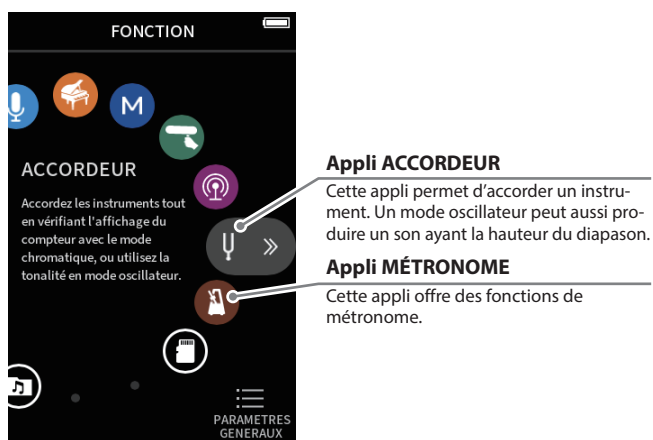 FONCTION
M
ACCORDEUR
Accordez les instruments tout
en vérifiant l'affichage du
compteur avec le mode
chromatique, ou utilisez la
tonalité en mode oscillateur.
PARAMETRES
GENERAUX
Appli ACCORDEUR
Cette appli permet d’accorder un instru-
ment. Un mode oscillateur peut aussi pro-
duire un son ayant la hauteur du diapason.
Appli MÉTRONOME
Cette appli offre des fonctions de
métronome.